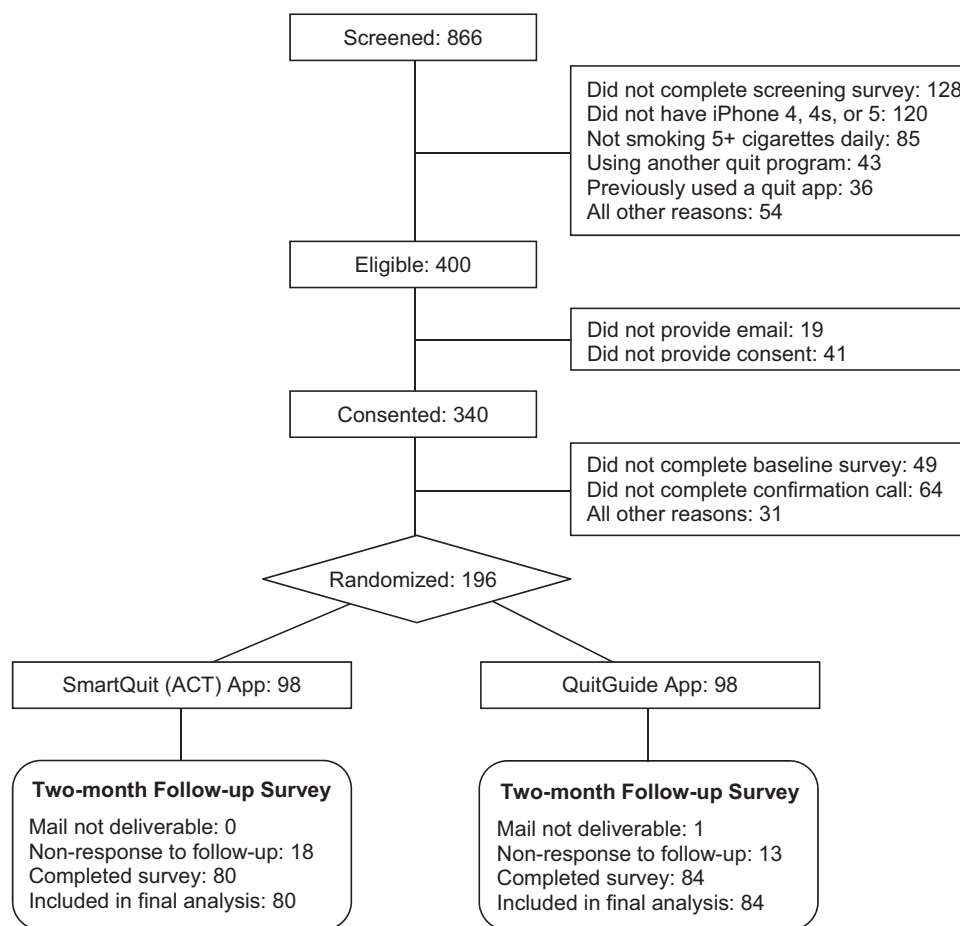 Screened: 866
Did not complete screening survey: 128
Did not have iPhone 4, 4s, or 5: 120
Not smoking 5+ cigarettes daily: 85
Using another quit program: 43
Previously used a quit app: 36
All other reasons: 54
Eligible: 400
Did not provide email: 19
Did not provide consent: 41
Consented: 340
Did not complete baseline survey: 49
Did not complete confirmation call: 64
All other reasons: 31
Randomized: 196
SmartQuit (ACT) App: 98
QuitGuide App: 98
Two-month Follow-up Survey
Mail not deliverable: 0
Non-response to follow-up: 18
Completed survey: 80
Included in final analysis: 80
Two-month Follow-up Survey
Mail not deliverable: 1
Non-response to follow-up: 13
Completed survey: 84
Included in final analysis: 84